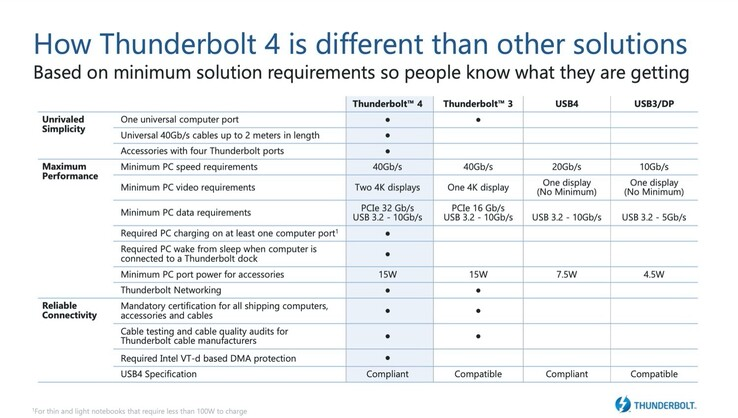 How Thunderbolt 4 is different than other solutions
Based on minimum solution requirements so people know what they are getting
Thunderbolt™ 4 Thunderbolt™ 3 USB4 USB3/DP
Unrivaled Simplicity One universal computer port ● ●
Universal 40Gb/s cables up to 2 meters in length ●
Accessories with four Thunderbolt ports ●
Maximum Performance Minimum PC speed requirements 40Gb/s 40Gb/s 20Gb/s 10Gb/s
Minimum PC video requirements Two 4K displays One 4K display One display (No Minimum) One display (No Minimum)
Minimum PC data requirements PCIe 32 Gb/s USB 3.2 - 10Gb/s PCIe 16 Gb/s USB 3.2 - 10Gb/s USB 3.2 - 10Gb/s USB 3.2 - 5Gb/s
Required PC charging on at least one computer port¹ ●
Required PC wake from sleep when computer is connected to a Thunderbolt dock ●
Minimum PC port power for accessories 15W 15W 7.5W 4.5W
Thunderbolt Networking ● ●
Reliable Connectivity Mandatory certification for all shipping computers, accessories and cables ● ●
Cable testing and cable quality audits for Thunderbolt cable manufacturers ● ●
Required Intel VT-d based DMA protection ●
USB4 Specification Compliant Compatible Compliant Compatible
¹For thin and light notebooks that require less than 100W to charge
THUNDERBOLT™